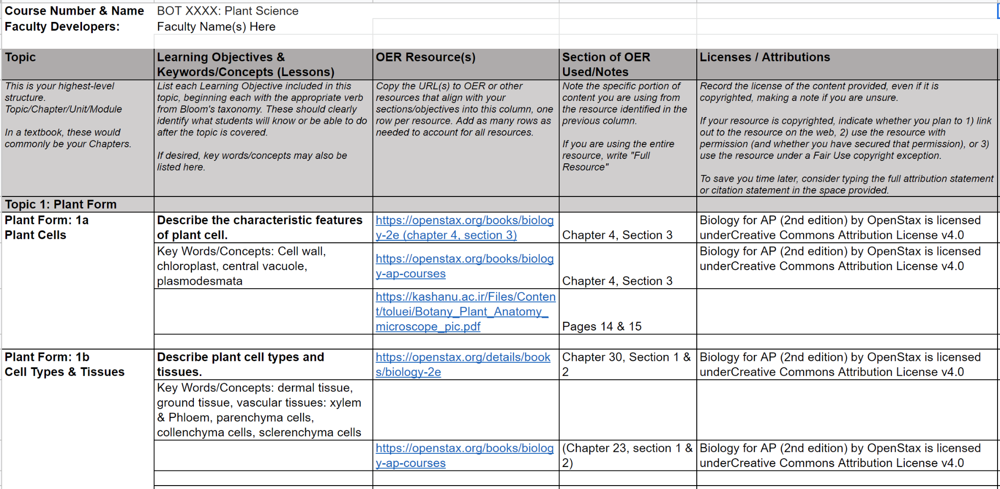 Course Number & Name BOT XXXX: Plant Science
Faculty Developers: Faculty Name(s) Here
Topic
Learning Objectives &
Keywords/Concepts (Lessons)
OER Resource(s)
Section of OER
Used/Notes
Licenses / Attributions
This is your highest-level
structure.
Topic/Chapter/Unit/Module
In a textbook, these would
commonly be your Chapters.
List each Learning Objective included in this
topic, beginning each with the appropriate verb
from Bloom's taxonomy. These should clearly
identify what students will know or be able to do
after the topic is covered.
If desired, key words/concepts may also be
listed here.
Copy the URL(s) to OER or other
resources that align with your
sections/objectives into this column, one
row per resource. Add as many rows as
needed to account for all resources.
Note the specific portion of
content you are using from
the resource identified in the
previous column.
If you are using the entire
resource, write "Full
Resource"
Record the license of the content provided, even if it is
copyrighted, making a note if you are unsure.
If your resource is copyrighted, indicate whether you plan to 1) link
out to the resource on the web, 2) use the resource with
permission (and whether you have secured that permission), or 3)
use the resource under a Fair Use copyright exception.
To save you time later, consider typing the full attribution statement
or citation statement in the space provided.
Topic 1: Plant Form
Plant Form: 1a
Plant Cells
Describe the characteristic features
of plant cell.
https://openstax.org/books/biolog
y-2e (chapter 4, section 3)
Chapter 4, Section 3
Biology for AP (2nd edition) by OpenStax is licensed
underCreative Commons Attribution License v4.0
Key Words/Concepts: Cell wall,
chloroplast, central vacuole,
plasmodesmata
https://openstax.org/books/biolog
y-ap-courses
Chapter 4, Section 3
Biology for AP (2nd edition) by OpenStax is licensed
underCreative Commons Attribution License v4.0
https://kashanu.ac.ir/Files/Conten
t/toluei/Botany_Plant_Anatomy_
microscope_pic.pdf
Pages 14 & 15
Plant Form: 1b
Cell Types & Tissues
Describe plant cell types and
tissues.
https://openstax.org/details/book
s/biology-2e
Chapter 30, Section 1 &
2
Biology for AP (2nd edition) by OpenStax is licensed
underCreative Commons Attribution License v4.0
Key Words/Concepts: dermal tissue,
ground tissue, vascular tissues: xylem
& Phloem, parenchyma cells,
collenchyma cells, sclerenchyma cells
https://openstax.org/books/biolog
y-ap-courses
(Chapter 23, section 1 &
2)
Biology for AP (2nd edition) by OpenStax is licensed
underCreative Commons Attribution License v4.0